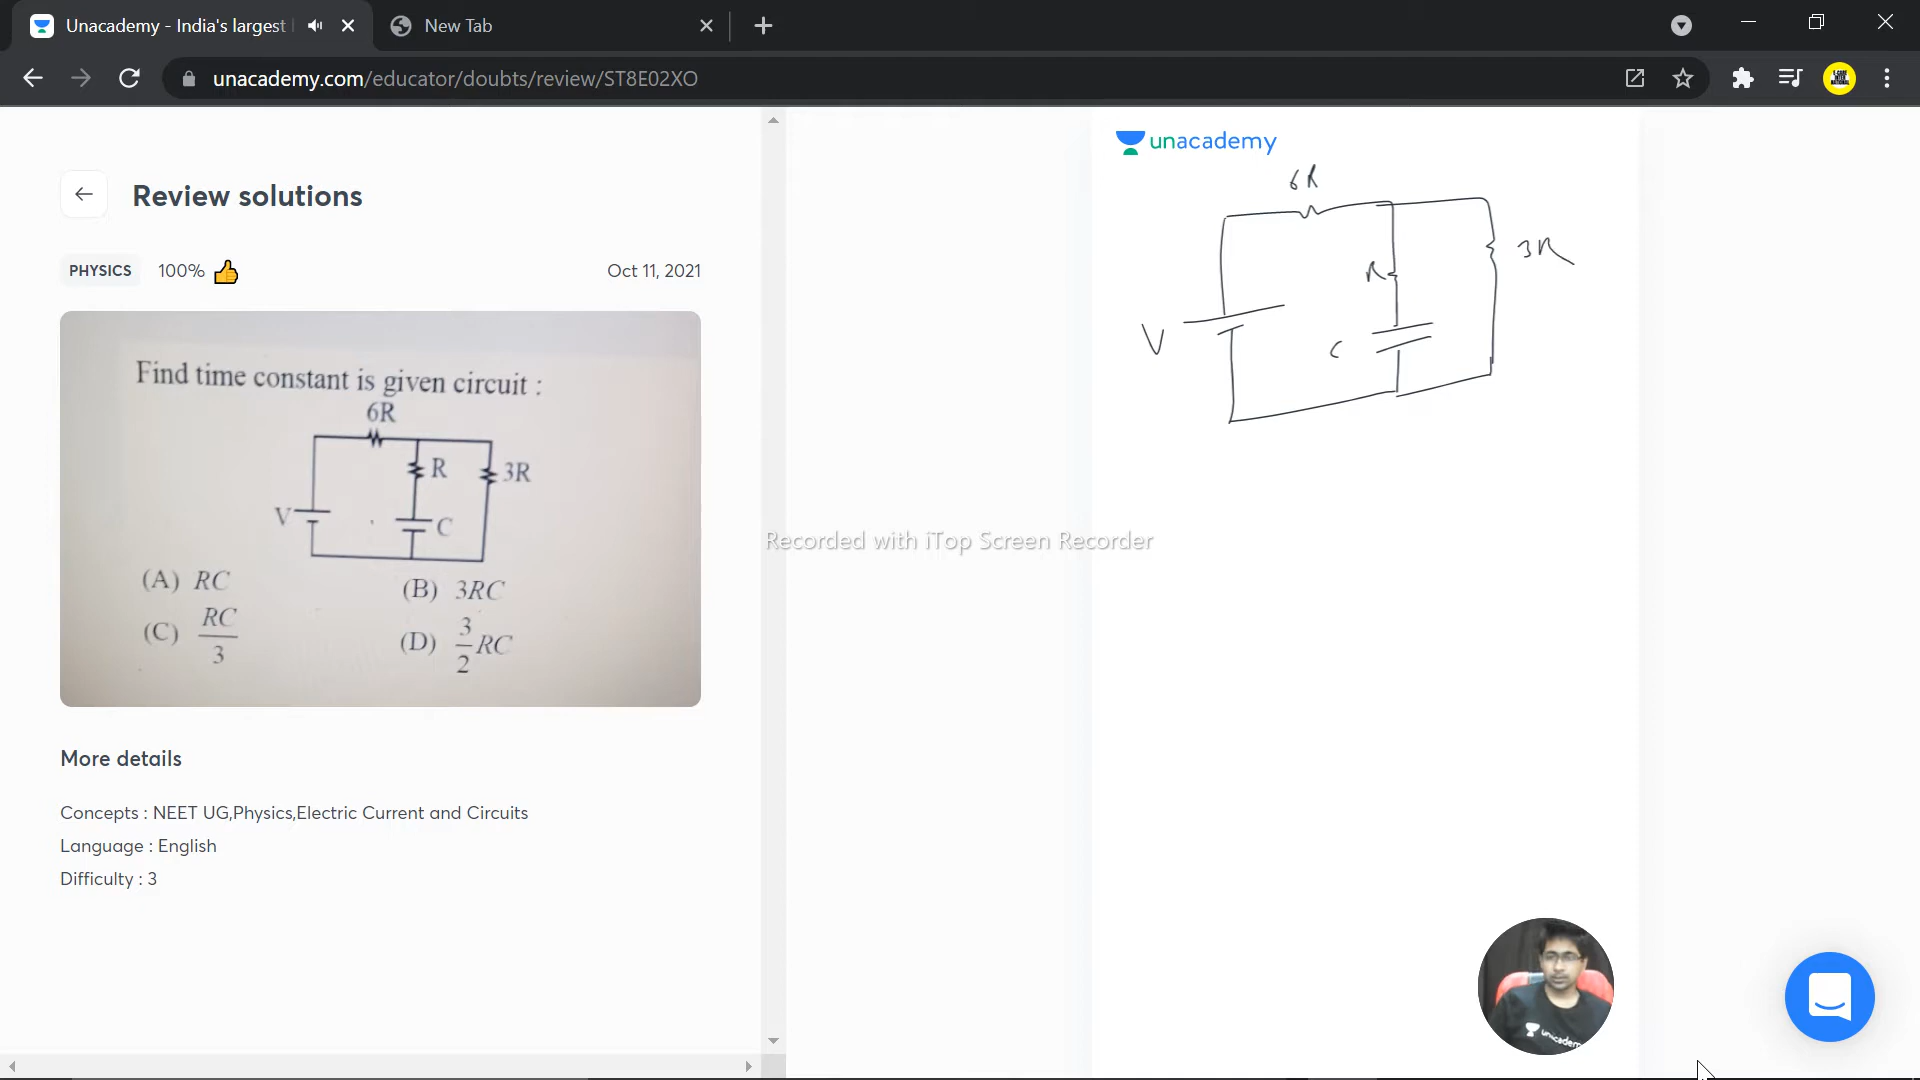 Unacademy - India's largest
New Tab
unacademy.com/educator/doubts/review/ST8E02XO
Review solutions
PHYSICS 100% Oct 11, 2021
Find time constant is given circuit :
6R
R 3R
V C
(A) RC (B) 3RC
(C) RC/3 (D) 3/2 RC
More details
Concepts : NEET UG,Physics,Electric Current and Circuits
Language : English
Difficulty : 3
unacademy
6R
R 3R
V C
Recorded with iTop Screen Recorder
unacademy